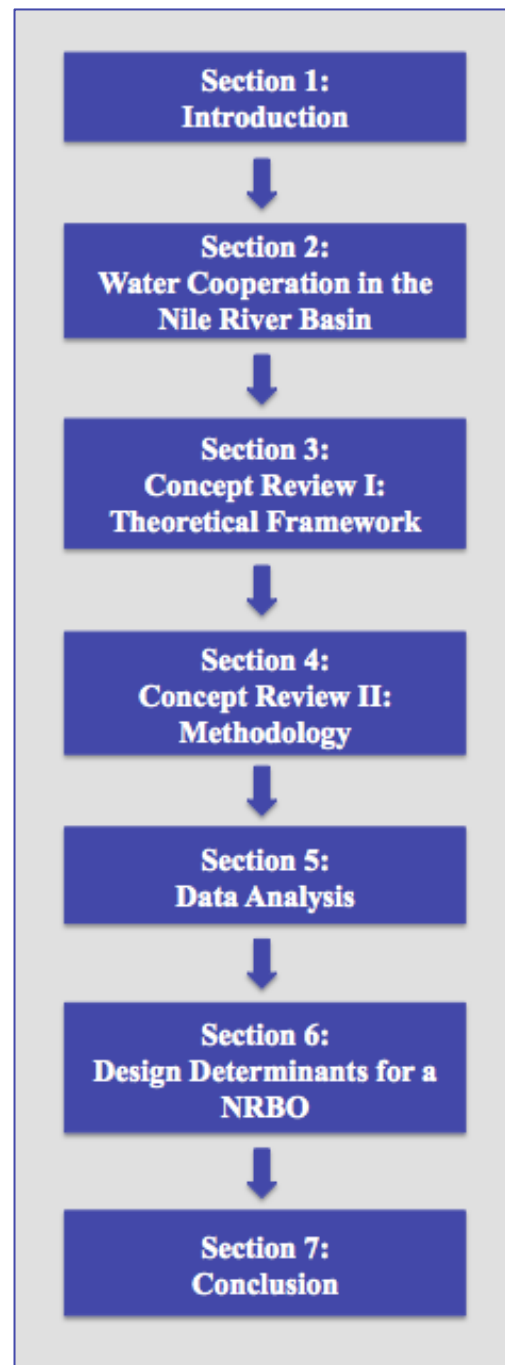 Section 1:
Introduction
Section 2:
Water Cooperation in the
Nile River Basin
Section 3:
Concept Review I:
Theoretical Framework
Section 4:
Concept Review II:
Methodology
Section 5:
Data Analysis
Section 6:
Design Determinants for a
NRBO
Section 7:
Conclusion